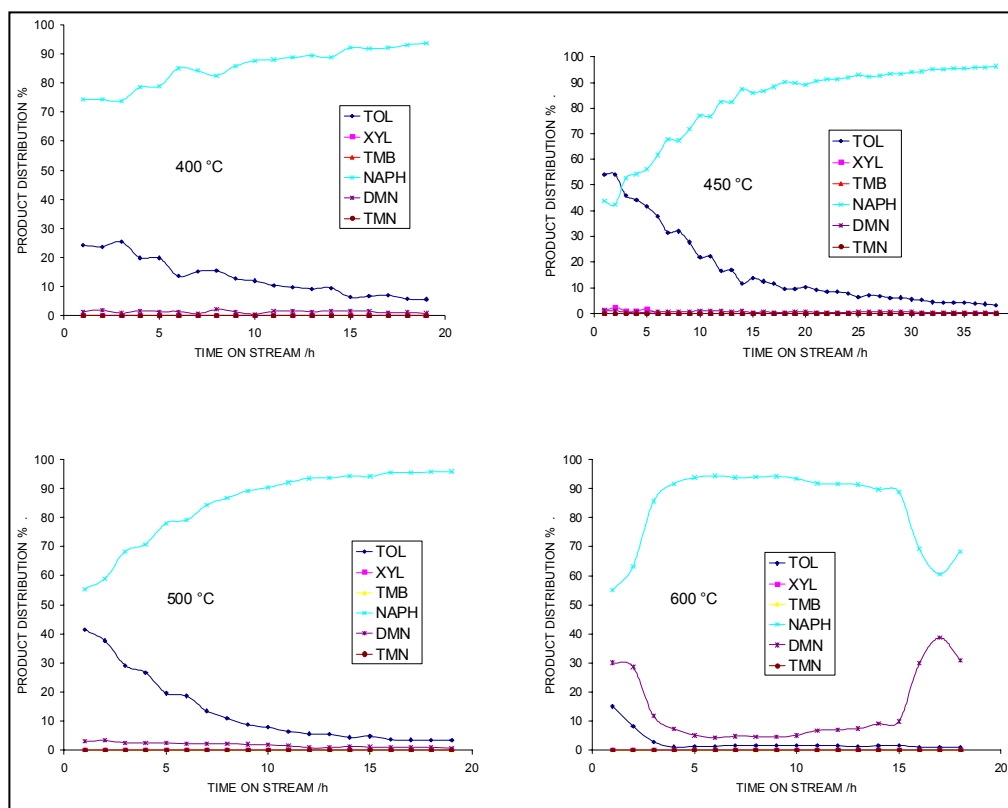 PRODUCT DISTRIBUTION %
100
90
80
70
60
50
40
30
20
10
0
400 °C
TOL
XYL
TMB
NAPH
DMN
TMN
0 5 10 15 20
TIME ON STREAM /h
PRODUCT DISTRIBUTION % .
100
90
80
70
60
50
40
30
20
10
0
450 °C
TOL
XYL
TMB
NAPH
DMN
TMN
0 5 10 15 20 25 30 35
TIME ON STREAM /h
PRODUCT DISTRIBUTION % .
100
90
80
70
60
50
40
30
20
10
0
500 °C
TOL
XYL
TMB
NAPH
DMN
TMN
0 5 10 15 20
TIME ON STREAM /h
PRODUCT DISTRIBUTION % .
100
90
80
70
60
50
40
30
20
10
0
600 °C
TOL
XYL
TMB
NAPH
DMN
TMN
0 5 10 15 20
TIME ON STREAM /h